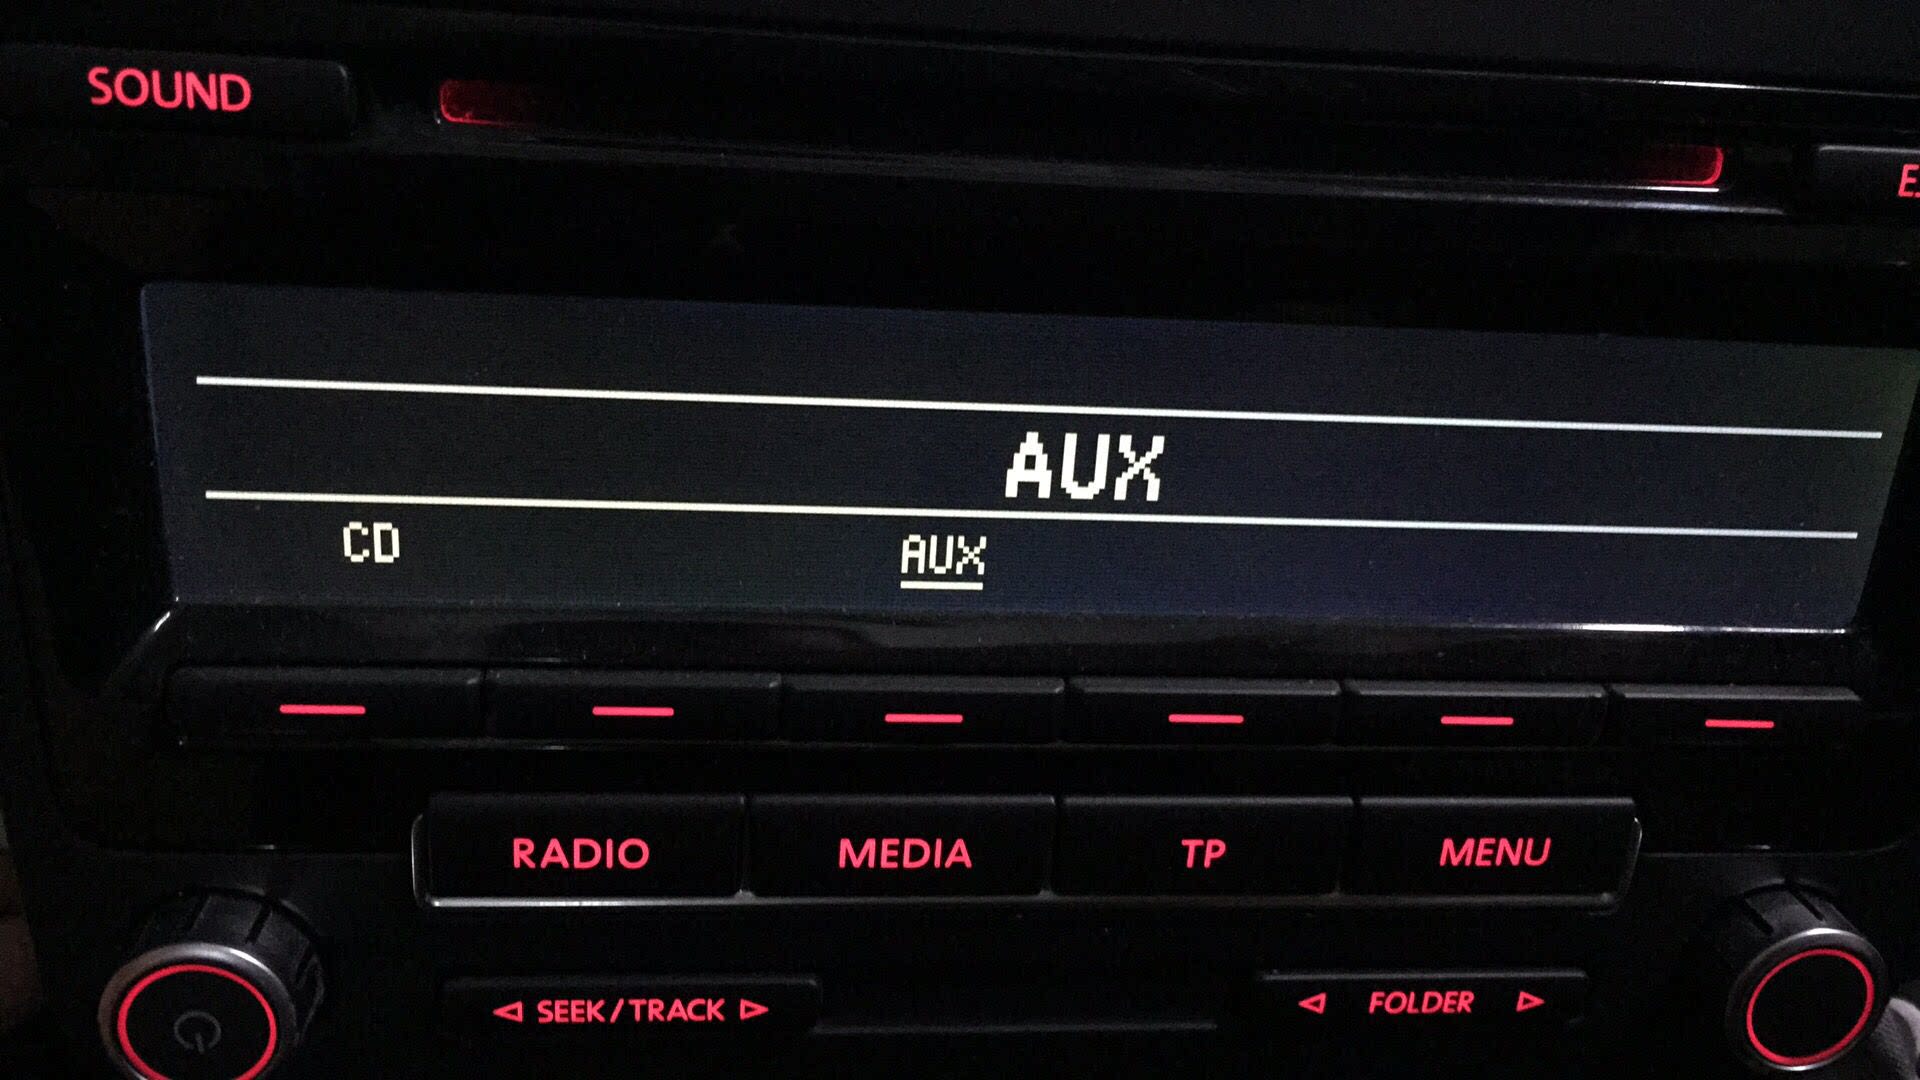 SOUND
AUX
CD AUX
RADIO MEDIA TP MENU
SEEK/TRACK FOLDER